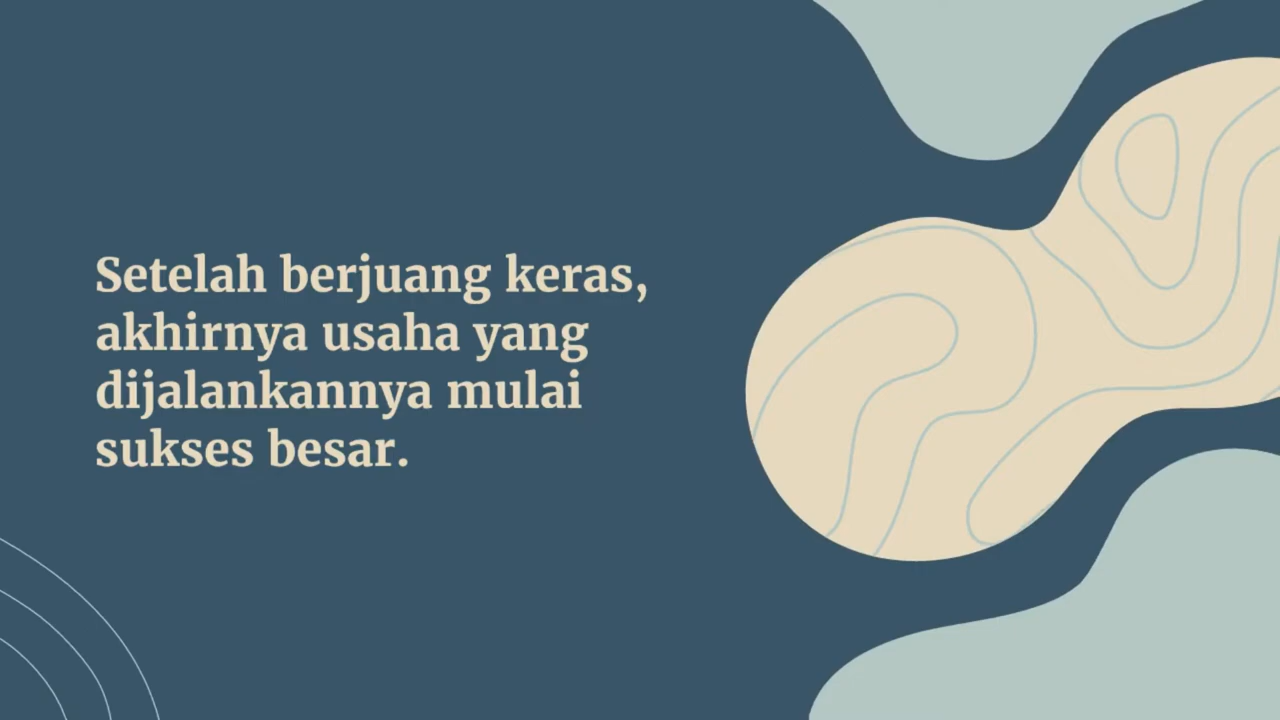 Setelah berjuang keras,
akhirnya usaha yang
dijalankannya mulai
sukses besar.